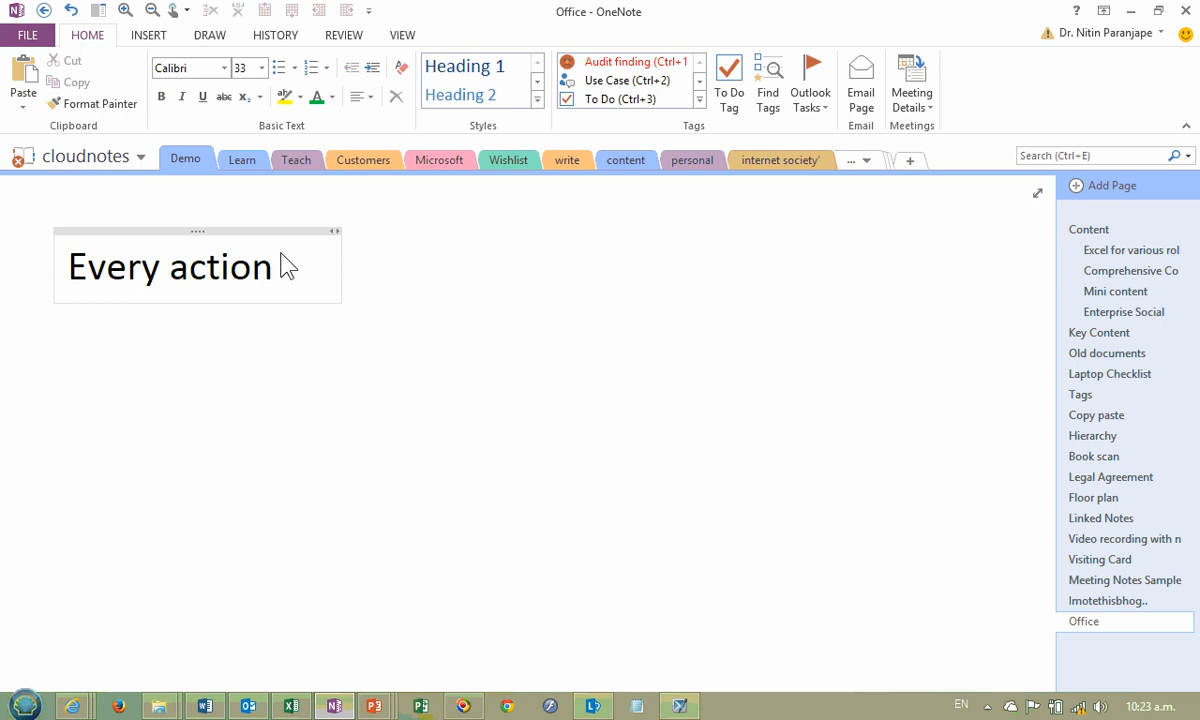 Office - OneNote
?
FILE HOME INSERT DRAW HISTORY REVIEW VIEW
Dr. Nitin Paranjape
Paste
Cut
Copy
Format Painter
Clipboard
Calibri 33
B I U abc x₂ A
Basic Text
Heading 1
Heading 2
Styles
Audit finding (Ctrl+1
Use Case (Ctrl+2)
To Do (Ctrl+3)
Tags
To Do Tag
Find Tags
Outlook Tasks
Email Page
Email
Meeting Details
Meetings
cloudnotes
Demo Learn Teach Customers Microsoft Wishlist write content personal internet society' ... +
Search (Ctrl+E)
Add Page
Every action
Content
Excel for various rol
Comprehensive Co
Mini content
Enterprise Social
Key Content
Old documents
Laptop Checklist
Tags
Copy paste
Hierarchy
Book scan
Legal Agreement
Floor plan
Linked Notes
Video recording with n
Visiting Card
Meeting Notes Sample
Imotethisbhog..
Office
EN
10:23 a.m.